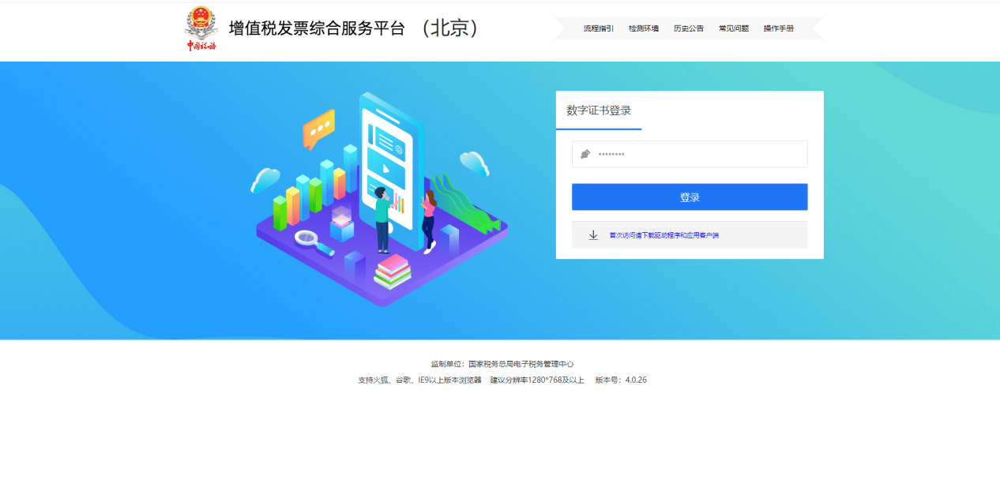 增值税发票综合服务平台 （北京）
中国税务
流程指引 检测环境 历史公告 常见问题 操作手册
数字证书登录
········
登录
首次访问请下载驱动程序和应用客户端
监制单位：国家税务总局电子税务管理中心
支持火狐、谷歌、IE9以上版本浏览器 建议分辨率1280*768及以上 版本号：4.0.26